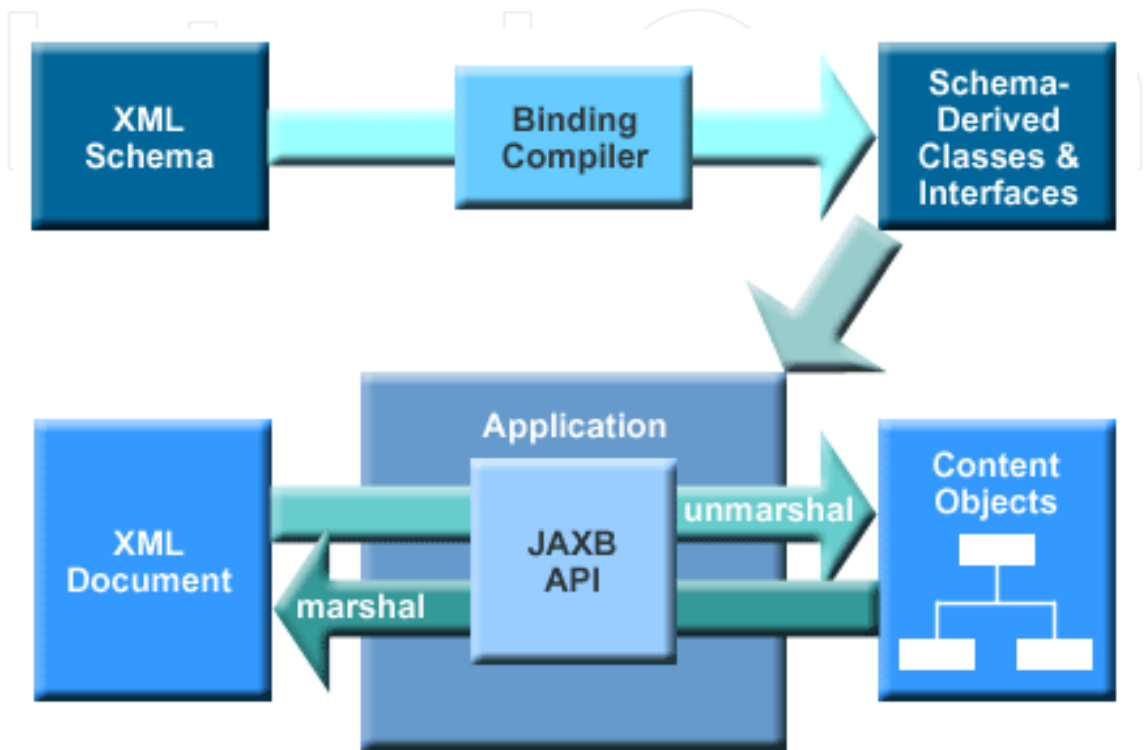 XML
Schema
Binding
Compiler
Schema-
Derived
Classes &
Interfaces
Application
XML
Document
JAXB
API
unmarshal
marshal
Content
Objects